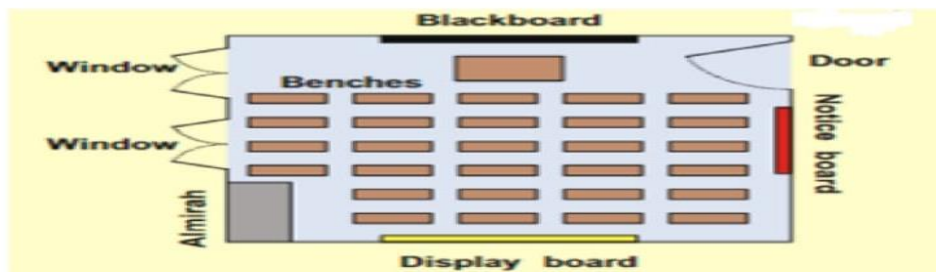 Blackboard
Window
Door
Benches
Notice board
Window
Almirah
Display board